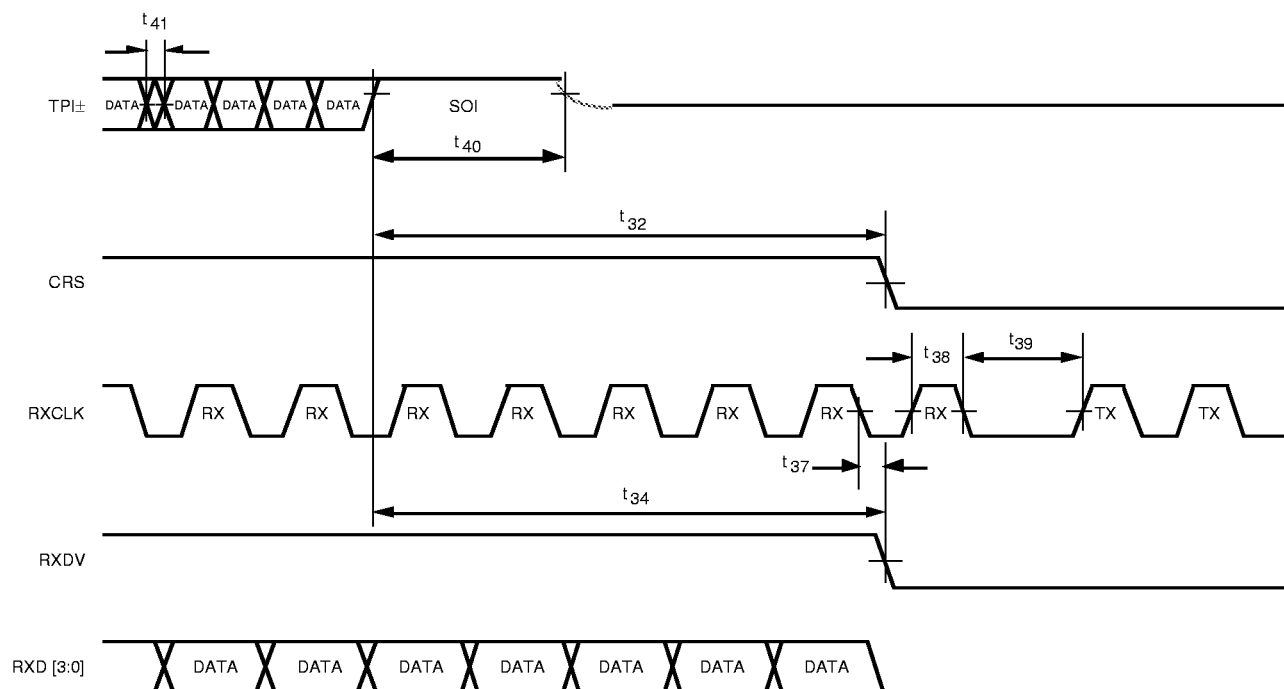 t41
TPI± DATA DATA DATA DATA DATA SOI
t40
t32
CRS
t38 t39
RXCLK RX RX RX RX RX RX RX RX TX TX
t37
t34
RXDV
RXD [3:0] DATA DATA DATA DATA DATA DATA DATA